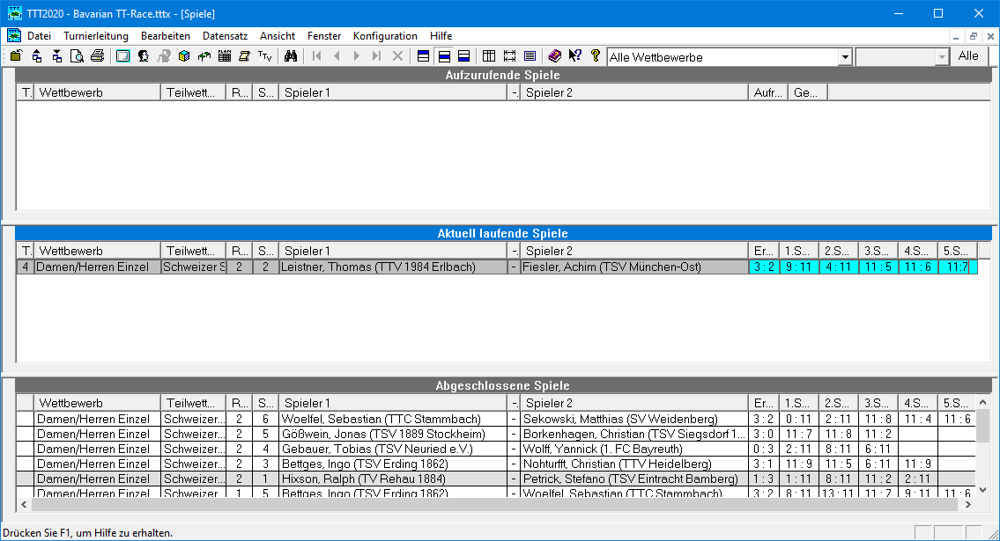 TTT2020 - Bavarian TT-Race.tttx - [Spiele]
Datei Turnierleitung Bearbeiten Datensatz Ansicht Fenster Konfiguration Hilfe
Alle Wettbewerbe Alle
Aufzurufende Spiele
T. Wettbewerb Teilwett... R... S... Spieler 1 -. Spieler 2 Aufr... Ge...
Aktuell laufende Spiele
T. Wettbewerb Teilwett... R... S... Spieler 1 -. Spieler 2 Er... 1.S... 2.S... 3.S... 4.S... 5.S...
4 Damen/Herren Einzel Schweizer S 2 2 Leistner, Thomas (TTV 1984 Erlbach) - Fiesler, Achim (TSV München-Ost) 3 : 2 9 : 11 4 : 11 11 : 5 11 : 6 11:7
Abgeschlossene Spiele
Wettbewerb Teilwett... R... S... Spieler 1 -. Spieler 2 Er... 1.S... 2.S... 3.S... 4.S... 5.S...
Damen/Herren Einzel Schweizer... 2 6 Woelfel, Sebastian (TTC Stammbach) - Sekowski, Matthias (SV Weidenberg) 3 : 2 0 : 11 2 : 11 11 : 8 11 : 4 11 : 6
Damen/Herren Einzel Schweizer... 2 5 Gößwein, Jonas (TSV 1889 Stockheim) - Borkenhagen, Christian (TSV Siegsdorf 1... 3 : 0 11 : 7 11 : 8 11 : 2
Damen/Herren Einzel Schweizer... 2 4 Gebauer, Tobias (TSV Neuried e.V.) - Wolff, Yannick (1. FC Bayreuth) 0 : 3 2 : 11 8 : 11 6 : 11
Damen/Herren Einzel Schweizer... 2 3 Bettges, Ingo (TSV Erding 1862) - Nohturfft, Christian (TTV Heidelberg) 3 : 1 11 : 9 11 : 5 6 : 11 11 : 9
Damen/Herren Einzel Schweizer... 2 1 Hixson, Ralph (TV Rehau 1884) - Petrick, Stefano (TSV Eintracht Bamberg) 1 : 3 1 : 11 8 : 11 11 : 2 2 : 11
Damen/Herren Einzel Schweizer... 1 5 Bettges, Ingo (TSV Erding 1862) - Woelfel, Sebastian (TTC Stammbach) 3 : 2 8 : 11 13 : 11 11 : 7 9 : 11 11 : 6
Drücken Sie F1, um Hilfe zu erhalten.